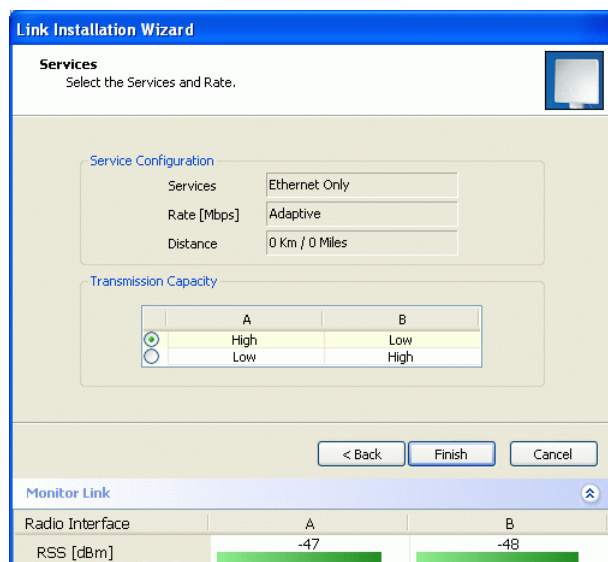 Link Installation Wizard
Services
Select the Services and Rate.
Service Configuration
Services Ethernet Only
Rate [Mbps] Adaptive
Distance 0 Km / 0 Miles
Transmission Capacity
A B
High Low
Low High
< Back Finish Cancel
Monitor Link
Radio Interface A B
RSS [dBm] -47 -48